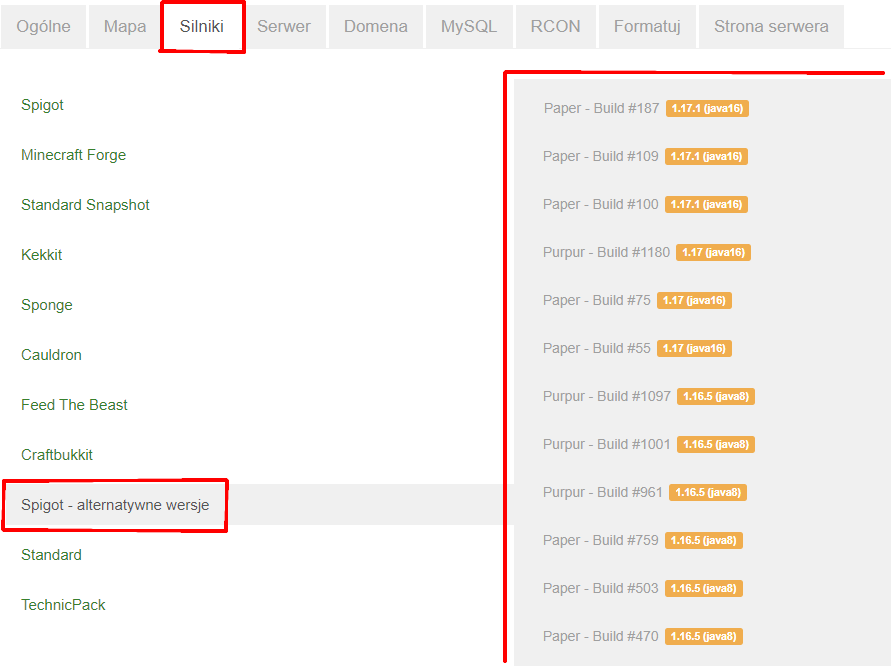 Ogólne Mapa Silniki Serwer Domena MySQL RCON Formatuj Strona serwera
Spigot
Minecraft Forge
Standard Snapshot
Kekkit
Sponge
Cauldron
Feed The Beast
Craftbukkit
Spigot - alternatywne wersje
Standard
TechnicPack
Paper - Build #187 1.17.1 (java16)
Paper - Build #109 1.17.1 (java16)
Paper - Build #100 1.17.1 (java16)
Purpur - Build #1180 1.17 (java16)
Paper - Build #75 1.17 (java16)
Paper - Build #55 1.17 (java16)
Purpur - Build #1097 1.16.5 (java8)
Purpur - Build #1001 1.16.5 (java8)
Purpur - Build #961 1.16.5 (java8)
Paper - Build #759 1.16.5 (java8)
Paper - Build #503 1.16.5 (java8)
Paper - Build #470 1.16.5 (java8)